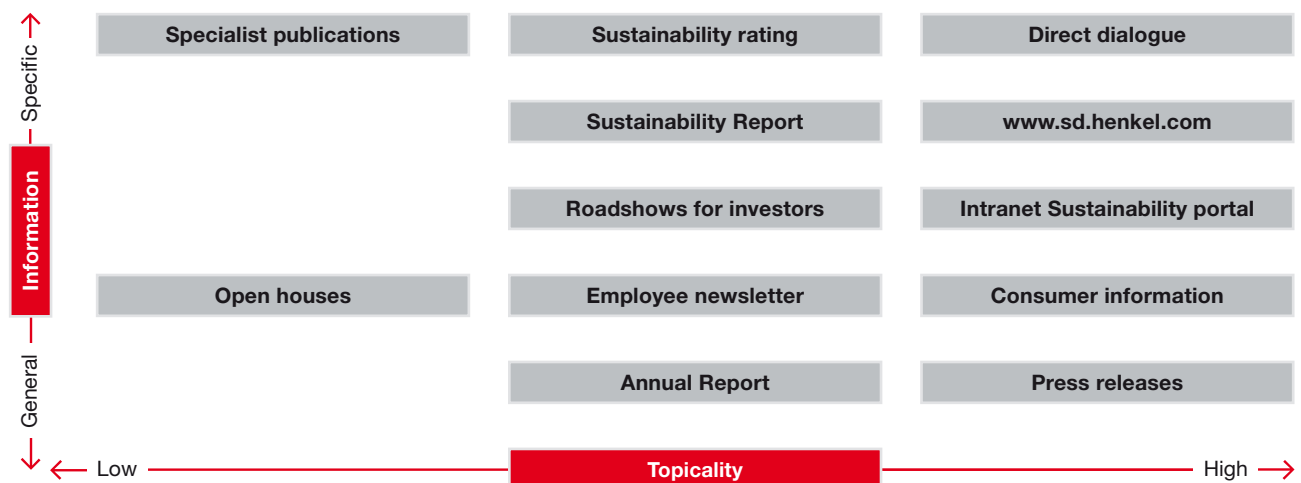 Specific
Information
General
Specialist publications
Sustainability rating
Direct dialogue
Sustainability Report
www.sd.henkel.com
Roadshows for investors
Intranet Sustainability portal
Open houses
Employee newsletter
Consumer information
Annual Report
Press releases
Low
Topicality
High